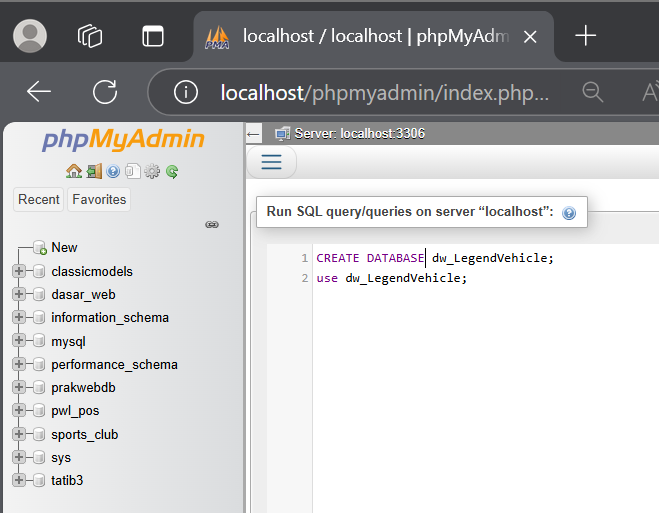 localhost / localhost | phpMyAdm
localhost/phpmyadmin/index.php...
phpMyAdmin
Server: localhost:3306
Recent
Favorites
Run SQL query/queries on server “localhost”:
New
classicmodels
dasar_web
information_schema
mysql
performance_schema
prakwebdb
pwl_pos
sports_club
sys
tatib3
1 CREATE DATABASE dw_LegendVehicle;
2 use dw_LegendVehicle;